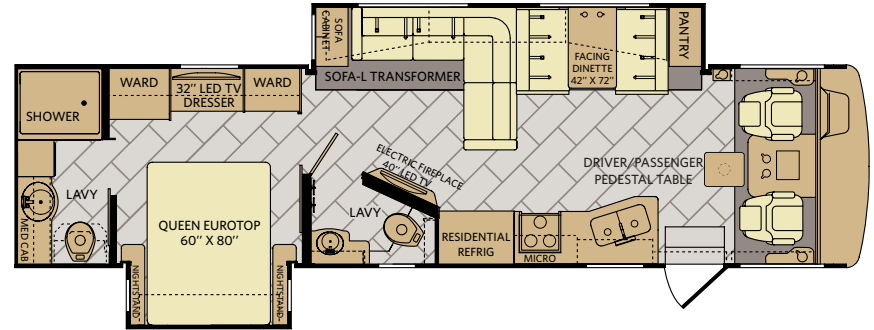 SOFA
CABINET
SOFA-L TRANSFORMER
FACING
DINETTE
42" X 72"
PANTRY
WARD
32" LED TV
DRESSER
WARD
SHOWER
LAVY
MED CAB
QUEEN EUROTOP
60" X 80"
NIGHTSTAND
NIGHTSTAND
ELECTRIC FIREPLACE
40" LED TV
LAVY
RESIDENTIAL
REFRIG
MICRO
DRIVER/PASSENGER
PEDESTAL TABLE